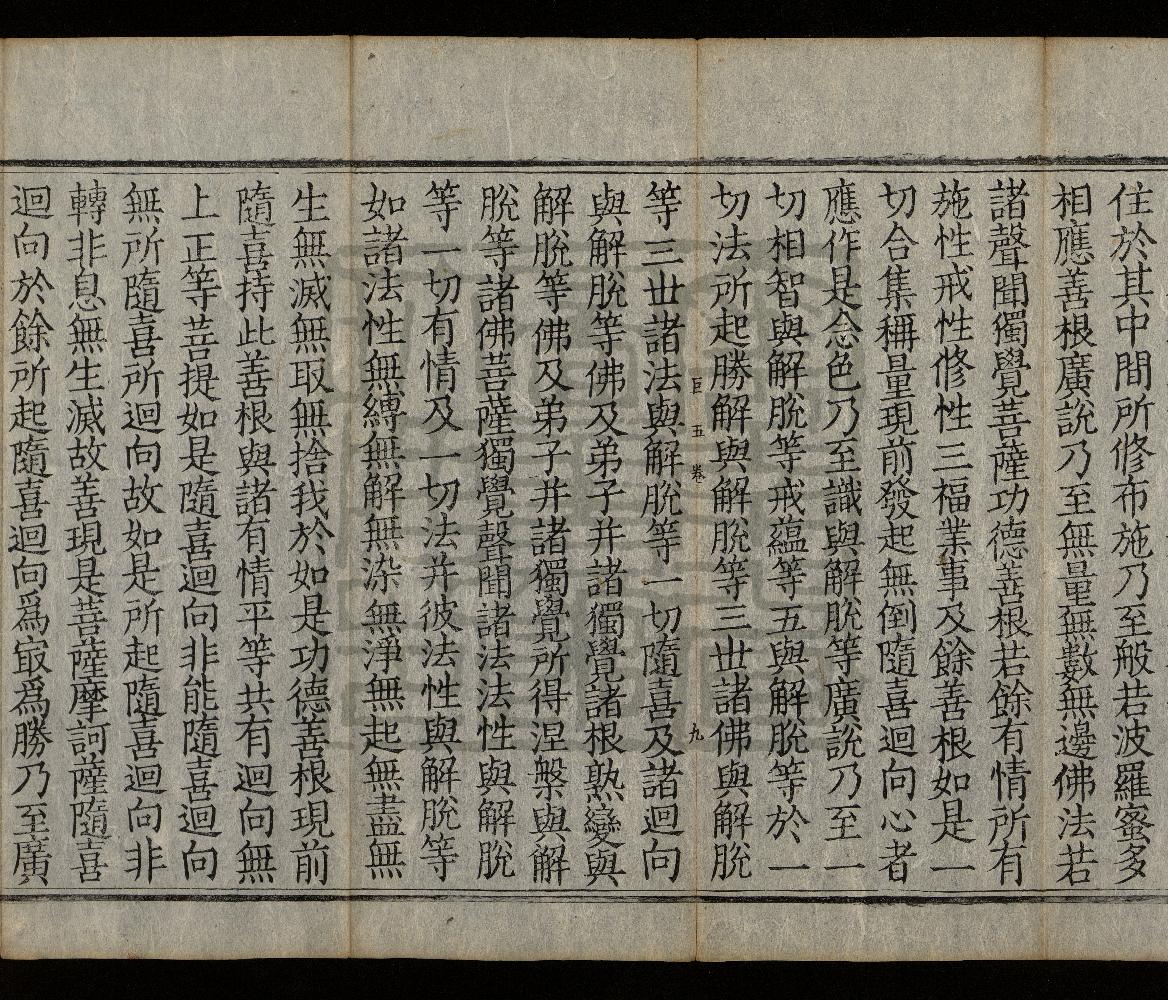 住於其中間所修布施乃至般若波羅蜜多
相應善根廣說乃至無量無數無邊佛法若
諸聲聞獨覺菩薩功德善根若餘有情所有
施性戒性修性三福業事及餘善根如是一
切合集稱量現前發起無倒隨喜迴向心者
應作是念色乃至識與解脫等廣說乃至一
切相智與解脫等戒蘊等五與解脫等於一
切法所起勝解與解脫等三世諸佛與解脫
巨 五卷 九
等三世諸法與解脫等一切隨喜及諸迴向
與解脫等佛及弟子并諸獨覺諸根熟變與
解脫等佛及弟子并諸獨覺所得涅槃與解
脫等諸佛菩薩獨覺聲聞諸法法性與解脫
等一切有情及一切法并彼法性與解脫等
如諸法性無縛無解無染無淨無起無盡無
生無滅無取無捨我於如是功德善根現前
隨喜持此善根與諸有情平等共有迴向無
上正等菩提如是隨喜迴向非能隨喜迴向
無所隨喜所迴向故如是所起隨喜迴向非
轉非息無生滅故善現是菩薩摩訶薩隨喜
迴向於餘所起隨喜迴向爲㝡爲勝乃至廣